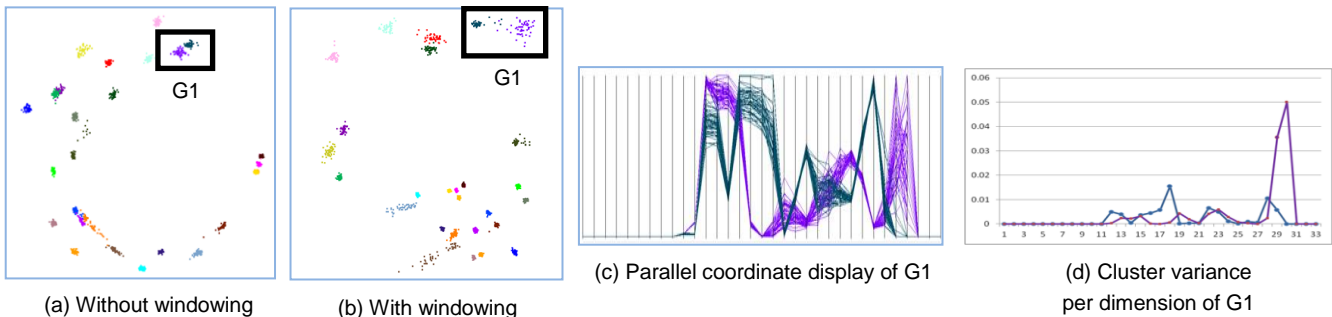 G1
(a) Without windowing
G1
(b) With windowing
(c) Parallel coordinate display of G1
0.06
0.05
0.04
0.03
0.02
0.01
0
1 3 5 7 9 11 13 15 17 19 21 23 25 27 29 31 33
(d) Cluster variance
per dimension of G1